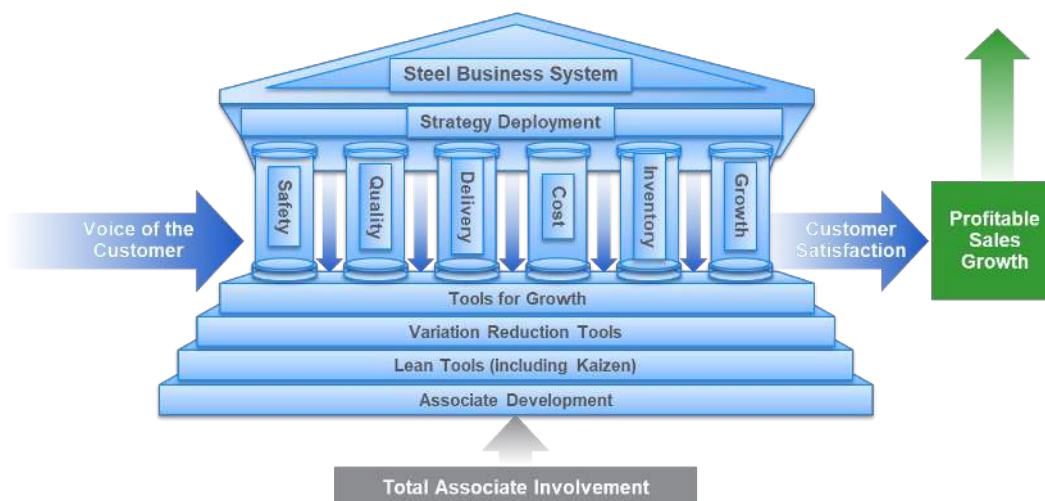 Steel Business System
Strategy Deployment
Safety
Quality
Delivery
Cost
Inventory
Growth
Voice of the
Customer
Customer
Satisfaction
Profitable
Sales
Growth
Tools for Growth
Variation Reduction Tools
Lean Tools (including Kaizen)
Associate Development
Total Associate Involvement